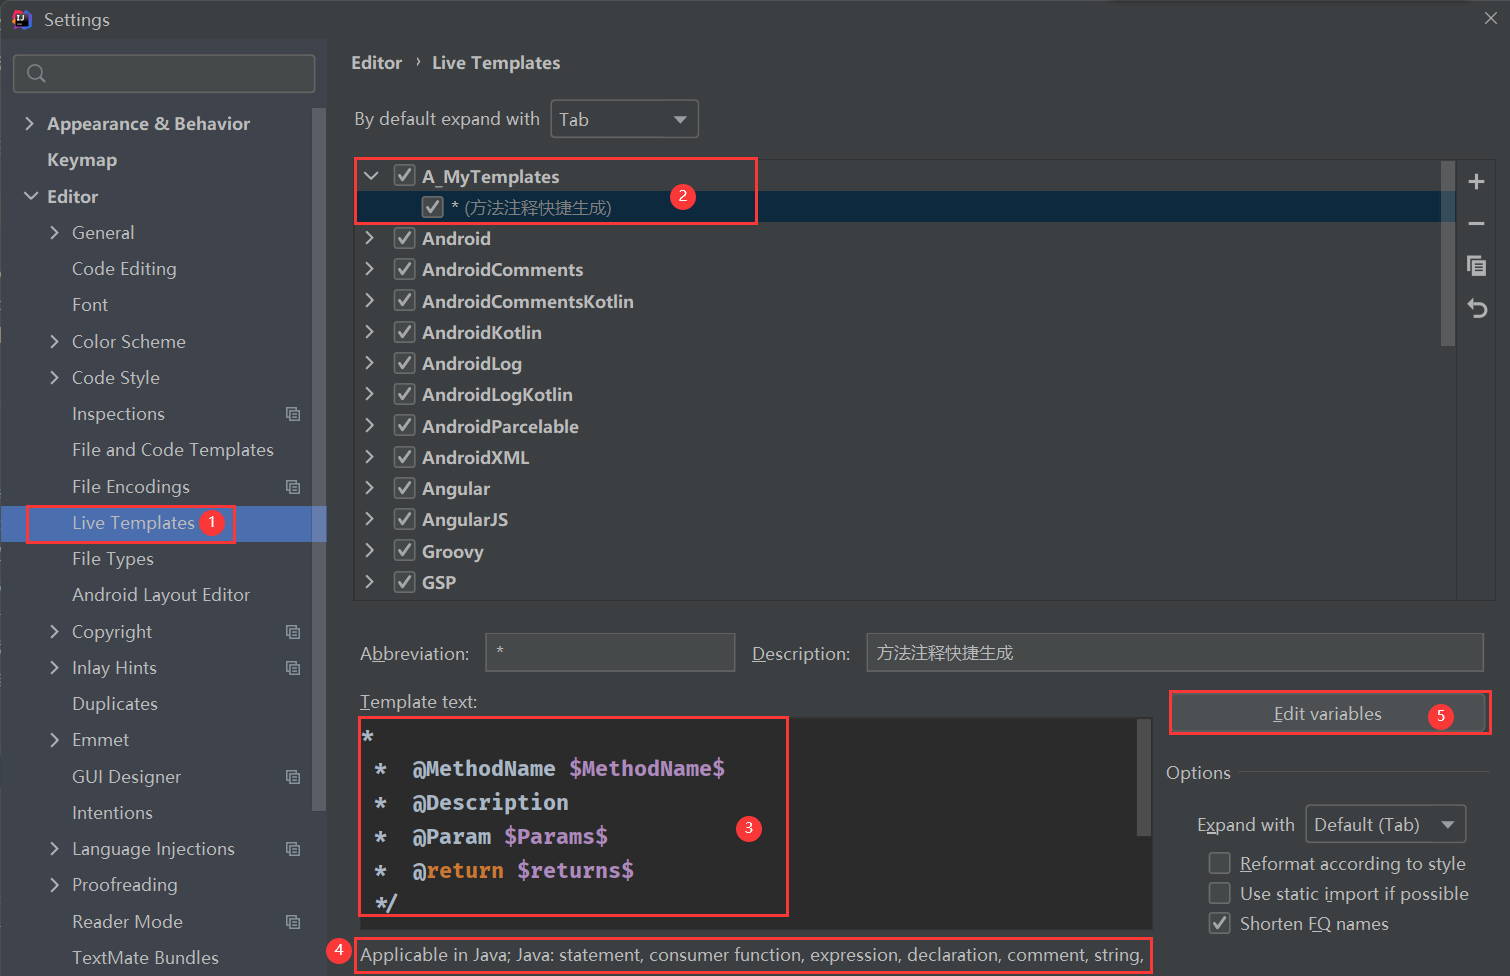 Settings
Editor › Live Templates
By default expand with Tab
Appearance & Behavior
Keymap
Editor
General
Code Editing
Font
Color Scheme
Code Style
Inspections
File and Code Templates
File Encodings
Live Templates 1
File Types
Android Layout Editor
Copyright
Inlay Hints
Duplicates
Emmet
GUI Designer
Intentions
Language Injections
Proofreading
Reader Mode
TextMate Bundles
A_MyTemplates
* (方法注释快捷生成) 2
Android
AndroidComments
AndroidCommentsKotlin
AndroidKotlin
AndroidLog
AndroidLogKotlin
AndroidParcelable
AndroidXML
Angular
AngularJS
Groovy
GSP
Abbreviation: * Description: 方法注释快捷生成
Template text:
*
* @MethodName $MethodName$
* @Description
* @Param $Params$ 3
* @return $returns$
*/
4 Applicable in Java; Java: statement, consumer function, expression, declaration, comment, string,
Edit variables 5
Options
Expand with Default (Tab)
Reformat according to style
Use static import if possible
Shorten FQ names